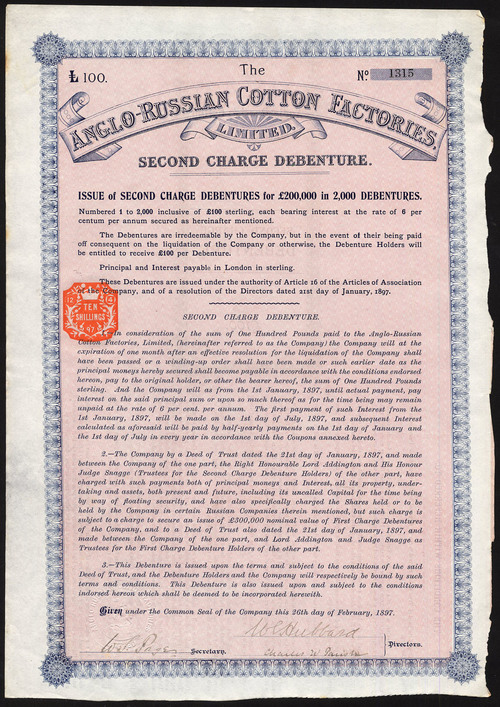 £100.
The
No. 1315
ANGLO-RUSSIAN COTTON FACTORIES,
LIMITED.
SECOND CHARGE DEBENTURE.
ISSUE of SECOND CHARGE DEBENTURES for £200,000 in 2,000 DEBENTURES.
Numbered 1 to 2,000 inclusive of £100 sterling, each bearing interest at the rate of 6 per
centum per annum secured as hereinafter mentioned.
The Debentures are irredeemable by the Company, but in the event of their being paid
off consequent on the liquidation of the Company or otherwise, the Debenture Holders will
be entitled to receive £100 per Debenture.
Principal and Interest payable in London in sterling.
These Debentures are issued under the authority of Article 16 of the Articles of Association
of the Company, and of a resolution of the Directors dated 21st day of January, 1897.
TEN
SHILLINGS
97
SECOND CHARGE DEBENTURE.
1.—In consideration of the sum of One Hundred Pounds paid to the Anglo-Russian
Cotton Factories, Limited, (hereinafter referred to as the Company) the Company will at the
expiration of one month after an effective resolution for the liquidation of the Company shall
have been passed or a winding-up order shall have been made or such earlier date as the
principal moneys hereby secured shall become payable in accordance with the conditions endorsed
hereon, pay to the original holder, or other the bearer hereof, the sum of One Hundred Pounds
sterling. And the Company will as from the 1st January, 1897, until actual payment, pay
interest on the said principal sum or upon so much thereof as for the time being may remain
unpaid at the rate of 6 per cent. per annum. The first payment of such Interest from the
1st January, 1897, will be made on the 1st day of July, 1897, and subsequent Interest
calculated as aforesaid will be paid by half-yearly payments on the 1st day of January and
the 1st day of July in every year in accordance with the Coupons annexed hereto.
2.—The Company by a Deed of Trust dated the 21st day of January, 1897, and made
between the Company of the one part, the Right Honourable Lord Addington and His Honour
Judge Snagge (Trustees for the Second Charge Debenture Holders) of the other part, have
charged with such payments both of principal moneys and Interest, all its property, under-
taking and assets, both present and future, including its uncalled Capital for the time being
by way of floating security, and have also specifically charged the Shares held or to be
held by the Company in certain Russian Companies therein mentioned, but such charge is
subject to a charge to secure an issue of £300,000 nominal value of First Charge Debentures
of the Company, and to a Deed of Trust also dated the 21st day of January, 1897, and
made between the Company of the one part, and Lord Addington and Judge Snagge as
Trustees for the First Charge Debenture Holders of the other part.
3.—This Debenture is issued upon the terms and subject to the conditions of the said
Deed of Trust, and the Debenture Holders and the Company will respectively be bound by such
terms and conditions. This Debenture is also issued upon and subject to the conditions
indorsed hereon which shall be deemed to be incorporated herewith.
Given under the Common Seal of the Company this 26th day of February, 1897.
Hubbard
Secretary.
Charles W
Directors.